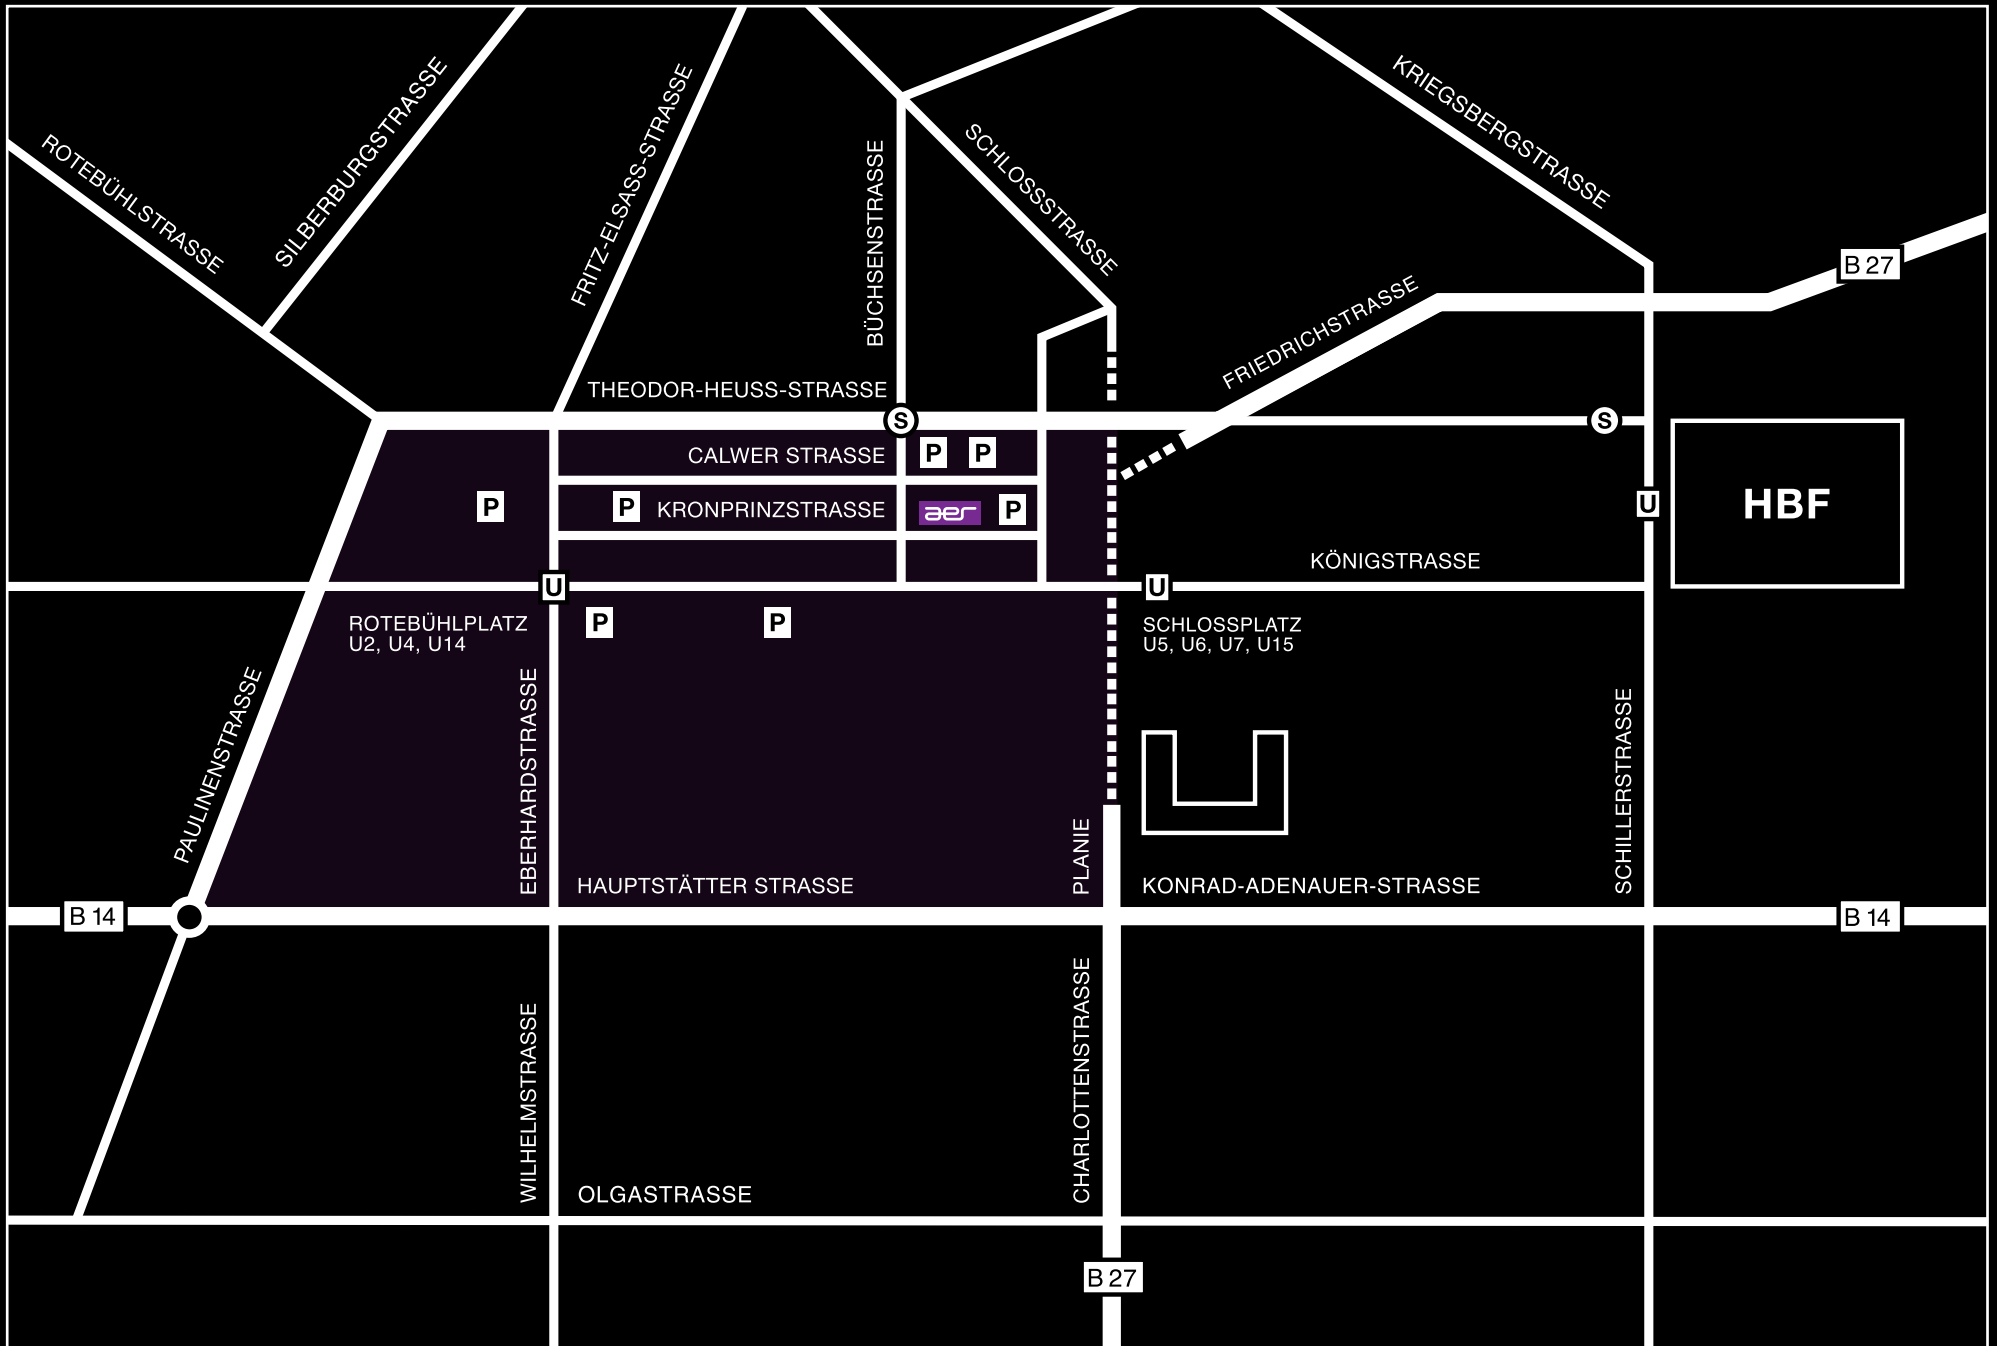 KRIEGSBERGSTRASSE
SILBERBURGSTRASSE
FRITZ-ELSASS-STRASSE
SCHLOSSSTRASSE
ROTEBÜHLSTRASSE
BÜCHSENSTRASSE
B 27
FRIEDRICHSTRASSE
THEODOR-HEUSS-STRASSE
S
S
CALWER STRASSE
P
P
P
P
KRONPRINZSTRASSE
aer
P
U
HBF
KÖNIGSTRASSE
U
U
ROTEBÜHLPLATZ
U2, U4, U14
P
P
SCHLOSSPLATZ
U5, U6, U7, U15
PAULINENSTRASSE
EBERHARDSTRASSE
PLANIE
SCHILLERSTRASSE
HAUPTSTÄTTER STRASSE
KONRAD-ADENAUER-STRASSE
B 14
B 14
WILHELMSTRASSE
CHARLOTTENSTRASSE
OLGASTRASSE
B 27